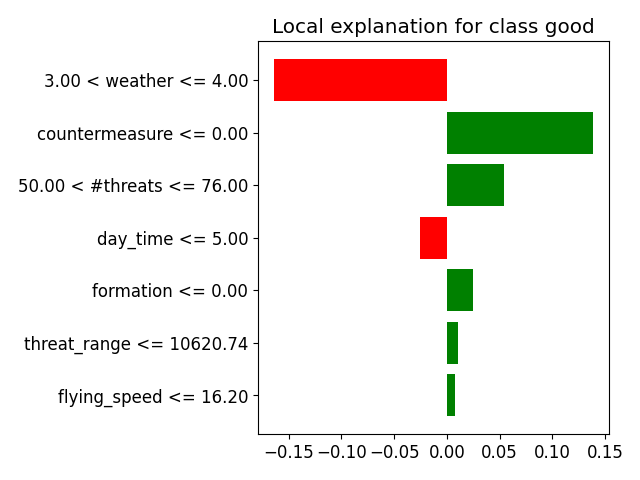 Local explanation for class good
3.00 < weather <= 4.00
countermeasure <= 0.00
50.00 < #threats <= 76.00
day_time <= 5.00
formation <= 0.00
threat_range <= 10620.74
flying_speed <= 16.20
−0.15 −0.10 −0.05 0.00 0.05 0.10 0.15